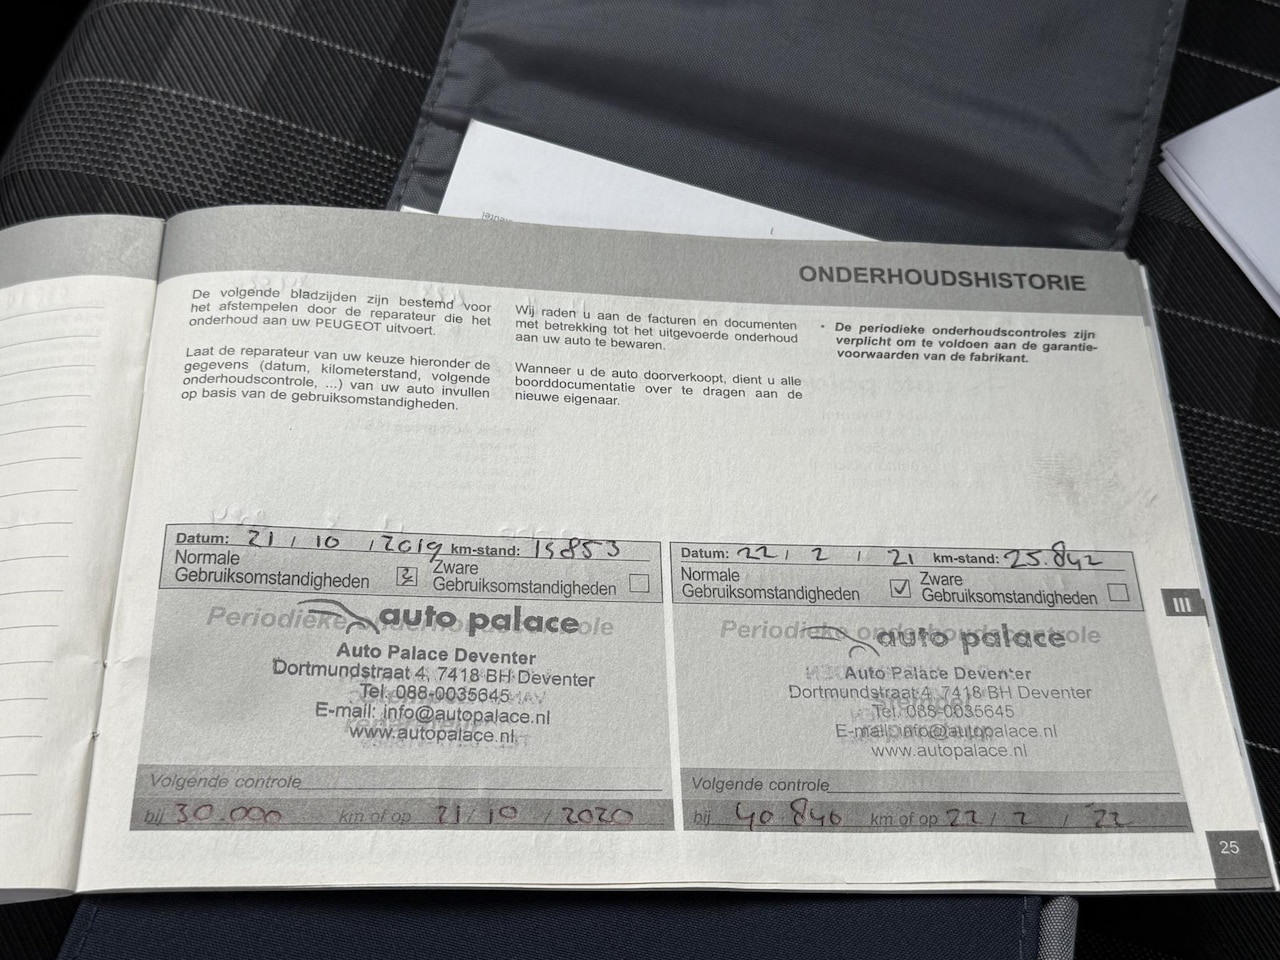 ONDERHOUDSHISTORIE
De volgende bladzijden zijn bestemd voor
het afstempelen door de reparateur die het
onderhoud aan uw PEUGEOT uitvoert.
Laat de reparateur van uw keuze hieronder de
gegevens (datum, kilometerstand, volgende
onderhoudscontrole, ...) van uw auto invullen
op basis van de gebruiksomstandigheden.
Wij raden u aan de facturen en documenten
met betrekking tot het uitgevoerde onderhoud
aan uw auto te bewaren.
Wanneer u de auto doorverkoopt, dient u alle
boorddocumentatie over te dragen aan de
nieuwe eigenaar.
• De periodieke onderhoudscontroles zijn
verplicht om te voldoen aan de garantie-
voorwaarden van de fabrikant.
Datum: 21 / 10 / 2019 km-stand: 15853
Normale
Gebruiksomstandigheden
Zware
Gebruiksomstandigheden
Periodieke onderhoudscontrole
auto palace
Auto Palace Deventer
Dortmundstraat 4, 7418 BH Deventer
Tel. 088-0035645
E-mail: info@autopalace.nl
www.autopalace.nl
Volgende controle
bij 30.000 km of op 21 / 10 / 2020
Datum: 22 / 2 / 21 km-stand: 25.842
Normale
Gebruiksomstandigheden ✓
Zware
Gebruiksomstandigheden
Periodieke onderhoudscontrole
auto palace
Auto Palace Deventer
Dortmundstraat 4, 7418 BH Deventer
Tel. 088-0035645
E-mail: info@autopalace.nl
www.autopalace.nl
Volgende controle
bij 40 840 km of op 22 / 2 / 22
III
25